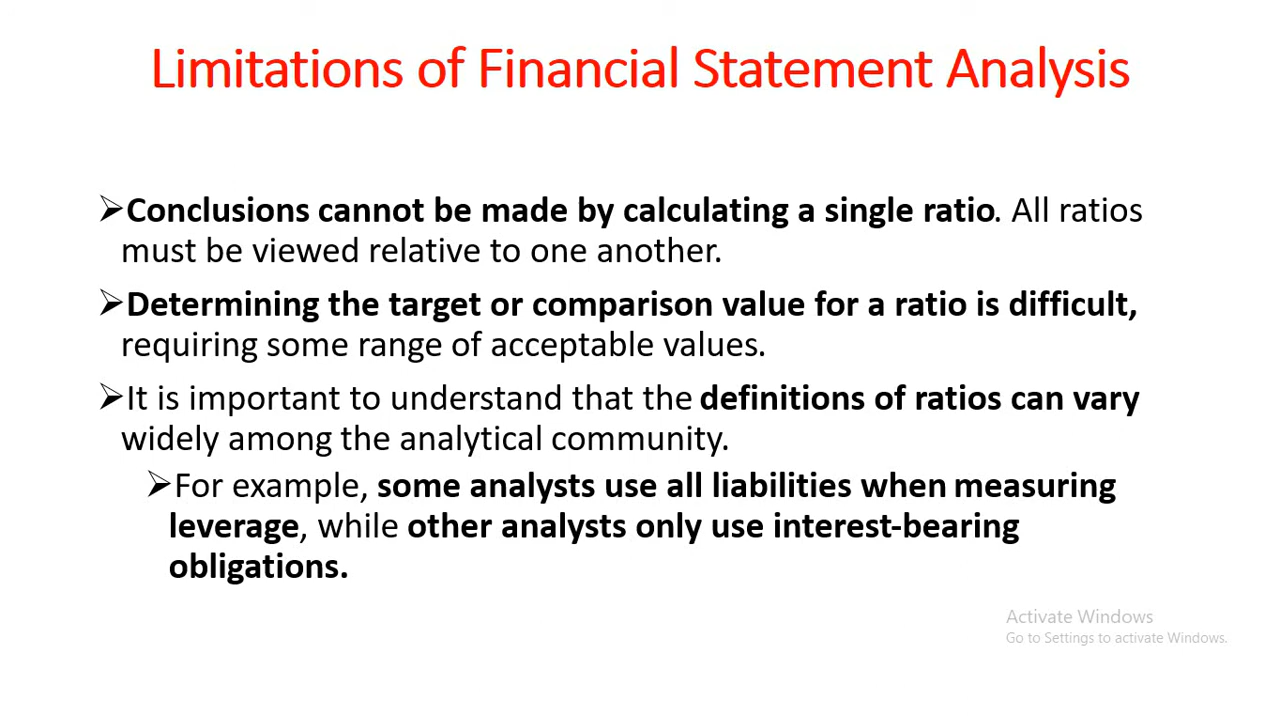 Limitations of Financial Statement Analysis
➢Conclusions cannot be made by calculating a single ratio. All ratios
must be viewed relative to one another.
➢Determining the target or comparison value for a ratio is difficult,
requiring some range of acceptable values.
➢It is important to understand that the definitions of ratios can vary
widely among the analytical community.
➢For example, some analysts use all liabilities when measuring
leverage, while other analysts only use interest-bearing
obligations.
Activate Windows
Go to Settings to activate Windows.